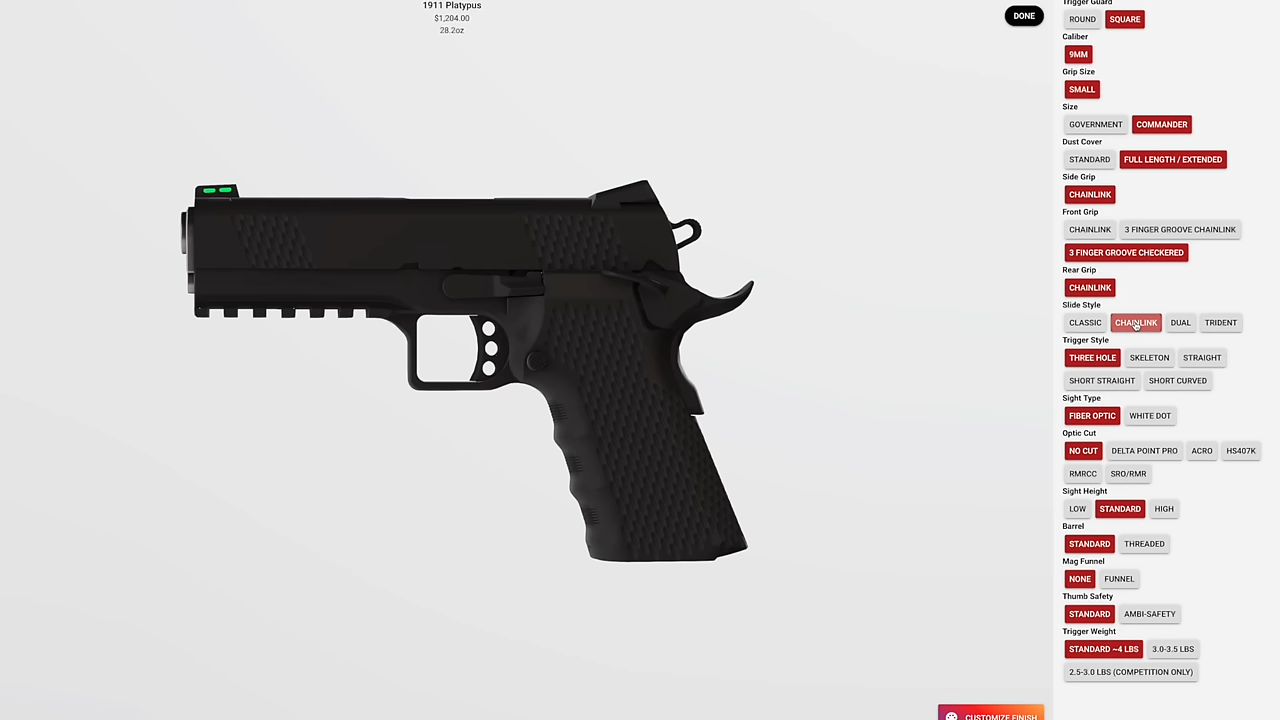 1911 Platypus
$1,204.00
28.2oz
DONE
Trigger Guard
ROUND SQUARE
Caliber
9MM
Grip Size
SMALL
Size
GOVERNMENT COMMANDER
Dust Cover
STANDARD FULL LENGTH / EXTENDED
Side Grip
CHAINLINK
Front Grip
CHAINLINK 3 FINGER GROOVE CHAINLINK
3 FINGER GROOVE CHECKERED
Rear Grip
CHAINLINK
Slide Style
CLASSIC CHAINLINK DUAL TRIDENT
Trigger Style
THREE HOLE SKELETON STRAIGHT
SHORT STRAIGHT SHORT CURVED
Sight Type
FIBER OPTIC WHITE DOT
Optic Cut
NO CUT DELTA POINT PRO ACRO HS407K
RMRCC SRO/RMR
Sight Height
LOW STANDARD HIGH
Barrel
STANDARD THREADED
Mag Funnel
NONE FUNNEL
Thumb Safety
STANDARD AMBI-SAFETY
Trigger Weight
STANDARD ~4 LBS 3.0-3.5 LBS
2.5-3.0 LBS (COMPETITION ONLY)
CUSTOMIZE FINISH